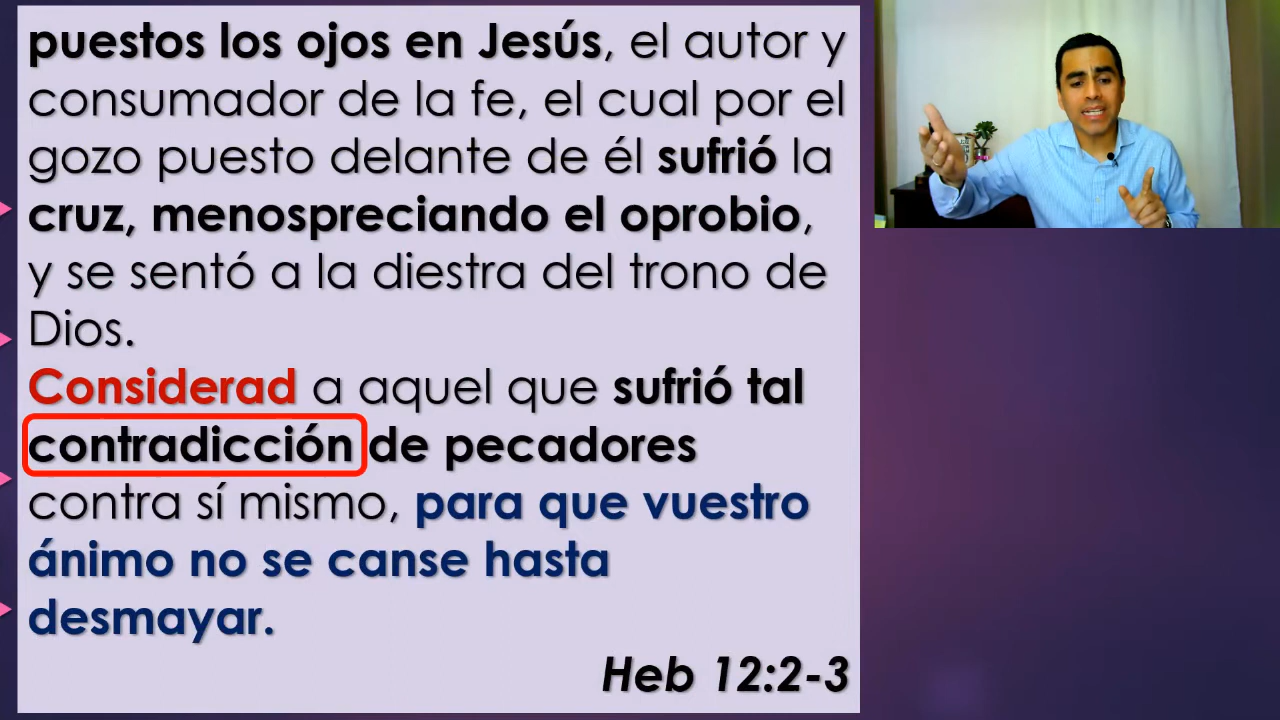 puestos los ojos en Jesús, el autor y
consumador de la fe, el cual por el
gozo puesto delante de él sufrió la
cruz, menospreciando el oprobio,
y se sentó a la diestra del trono de
Dios.
Considerad a aquel que sufrió tal
contradicción de pecadores
contra sí mismo, para que vuestro
ánimo no se canse hasta
desmayar.
Heb 12:2-3